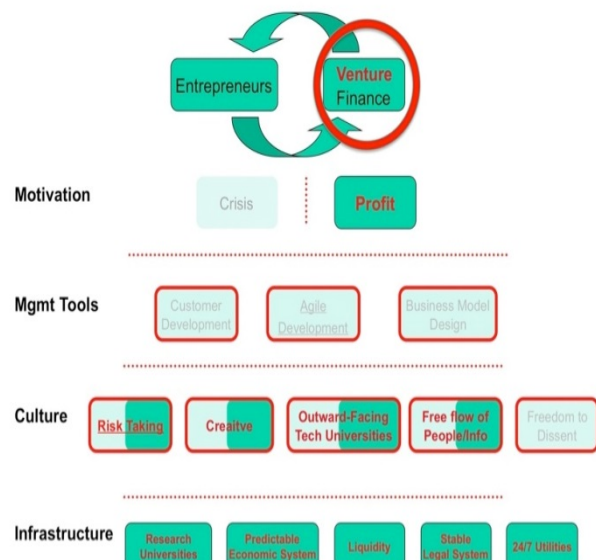 Entrepreneurs
Venture
Finance
Motivation
Crisis
Profit
Mgmt Tools
Customer
Development
Agile
Development
Business Model
Design
Culture
Risk Taking
Creaitve
Outward-Facing
Tech Universities
Free flow of
People/Info
Freedom to
Dissent
Infrastructure
Research
Universities
Predictable
Economic System
Liquidity
Stable
Legal System
24/7 Utilities